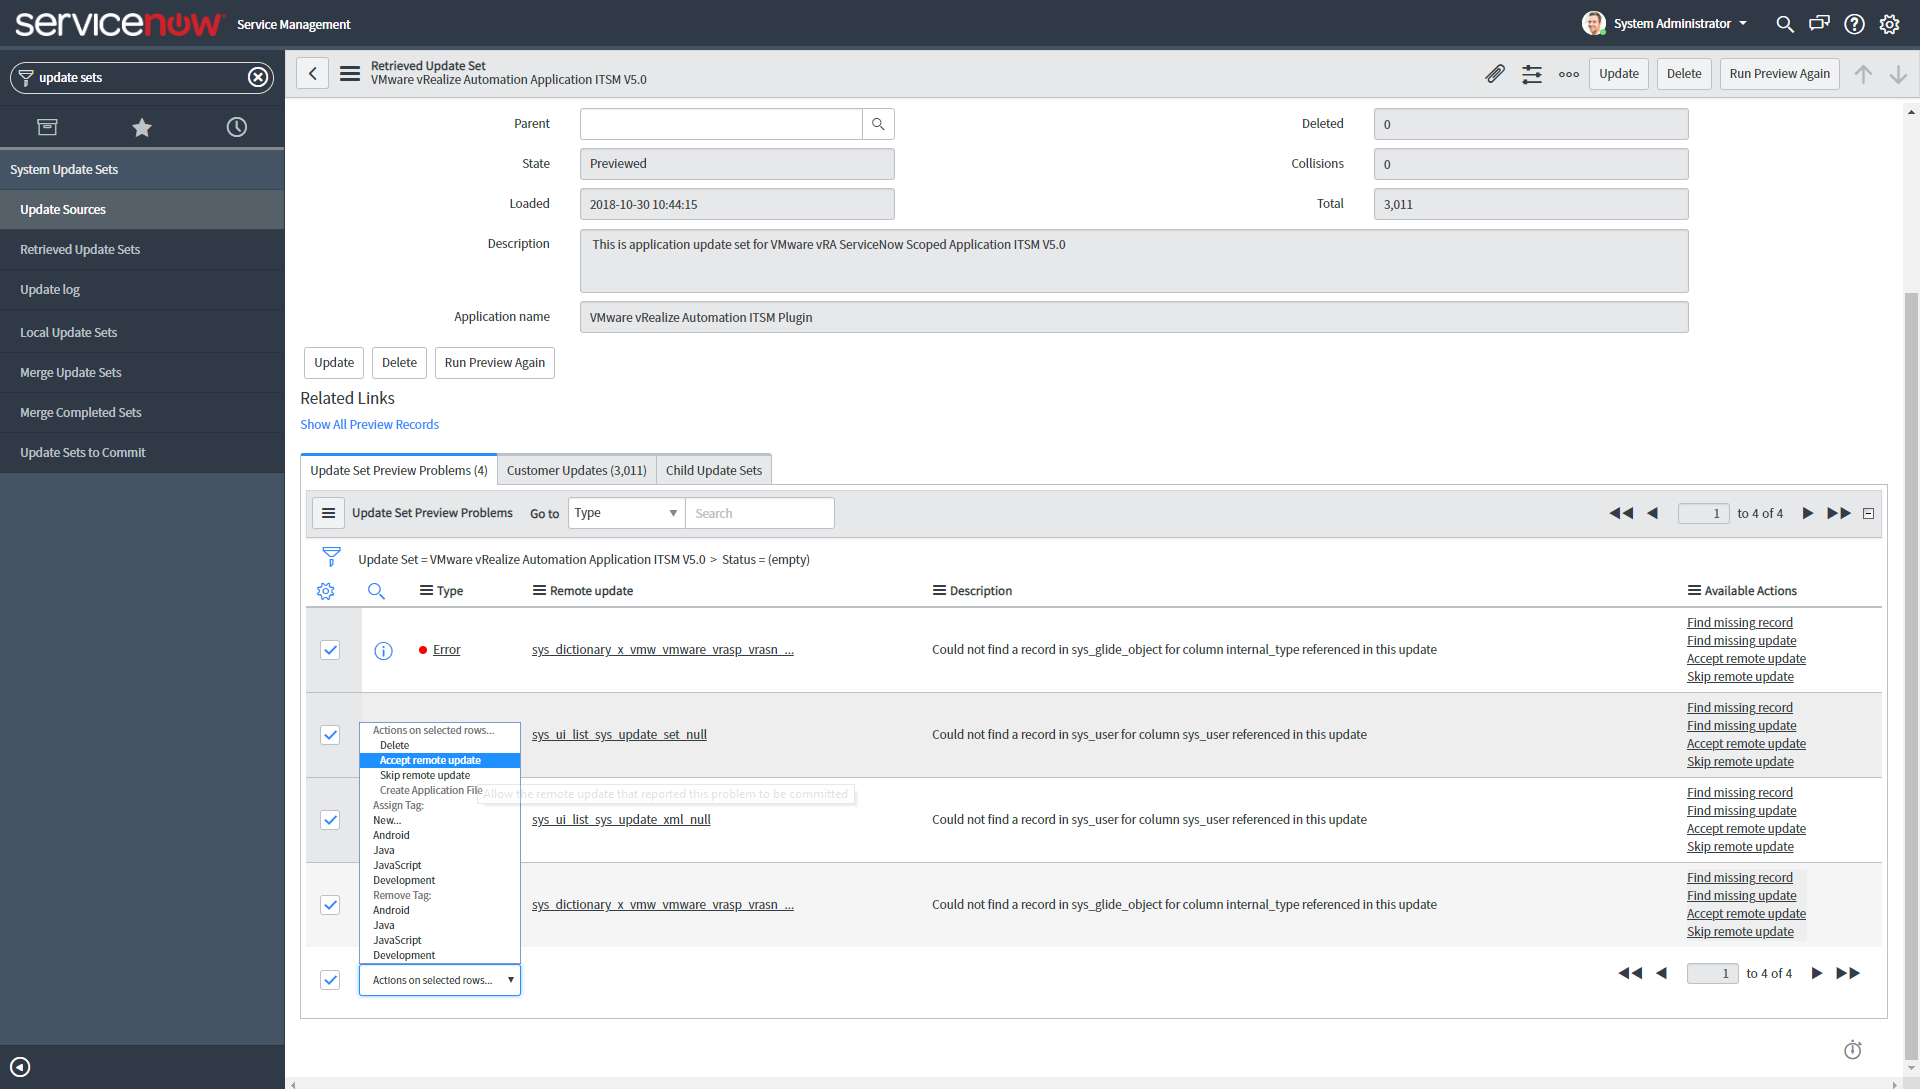 servicenow Service Management
System Administrator
update sets
System Update Sets
Update Sources
Retrieved Update Sets
Update log
Local Update Sets
Merge Update Sets
Merge Completed Sets
Update Sets to Commit
Retrieved Update Set
VMware vRealize Automation Application ITSM V5.0
Update Delete Run Preview Again
Parent
Deleted 0
State Previewed
Collisions 0
Loaded 2018-10-30 10:44:15
Total 3,011
Description This is application update set for VMware vRA ServiceNow Scoped Application ITSM V5.0
Application name VMware vRealize Automation ITSM Plugin
Update Delete Run Preview Again
Related Links
Show All Preview Records
Update Set Preview Problems (4) Customer Updates (3,011) Child Update Sets
Update Set Preview Problems Go to Type Search 1 to 4 of 4
Update Set = VMware vRealize Automation Application ITSM V5.0 > Status = (empty)
Type Remote update Description Available Actions
Error sys_dictionary_x_vmw_vmware_vrasp_vrasn_... Could not find a record in sys_glide_object for column internal_type referenced in this update
Find missing record
Find missing update
Accept remote update
Skip remote update
sys_ui_list_sys_update_set_null Could not find a record in sys_user for column sys_user referenced in this update
Find missing record
Find missing update
Accept remote update
Skip remote update
sys_ui_list_sys_update_xml_null Could not find a record in sys_user for column sys_user referenced in this update
Find missing record
Find missing update
Accept remote update
Skip remote update
sys_dictionary_x_vmw_vmware_vrasp_vrasn_... Could not find a record in sys_glide_object for column internal_type referenced in this update
Find missing record
Find missing update
Accept remote update
Skip remote update
Actions on selected rows...
Delete
Accept remote update
Skip remote update
Create Application File
Allow the remote update that reported this problem to be committed
Assign Tag:
New...
Android
Java
JavaScript
Development
Remove Tag:
Android
Java
JavaScript
Development
Actions on selected rows...
1 to 4 of 4